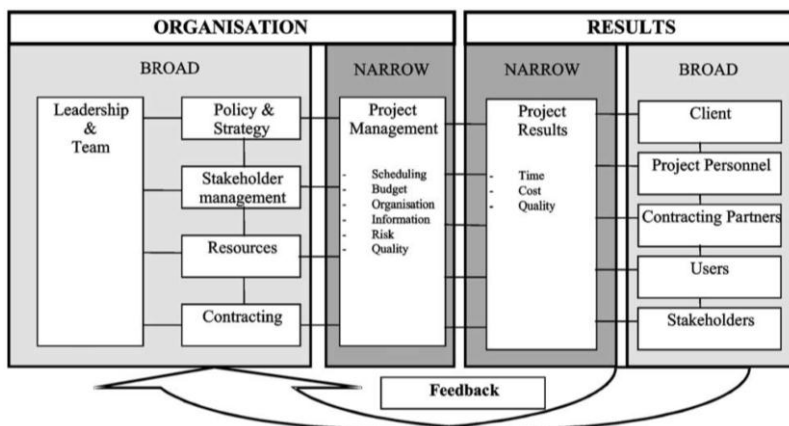 ORGANISATION
RESULTS
BROAD
NARROW
NARROW
BROAD
Leadership
&
Team
Policy &
Strategy
Stakeholder
management
Resources
Contracting
Project
Management
- Scheduling
- Budget
- Organisation
- Information
- Risk
- Quality
Project
Results
- Time
- Cost
- Quality
Client
Project Personnel
Contracting Partners
Users
Stakeholders
Feedback